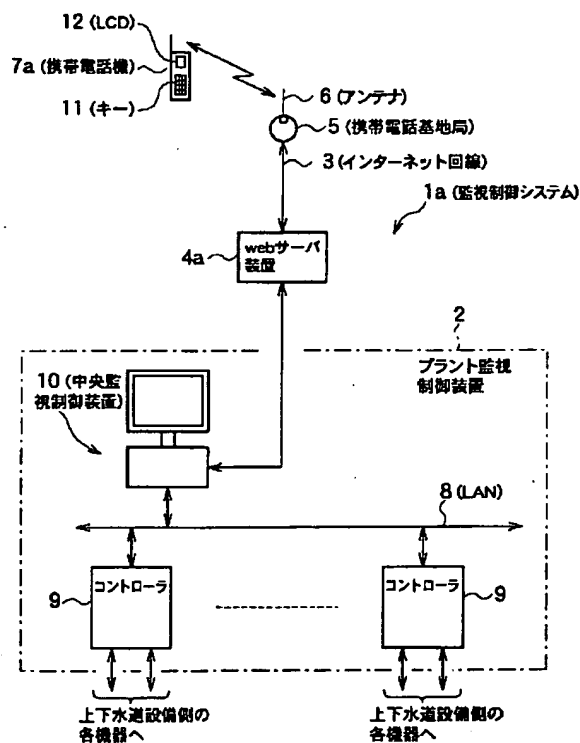 12 (LCD)
7a (携帯電話機)
11 (キー)
6 (アンテナ)
5 (携帯電話基地局)
3 (インターネット回線)
1a (監視制御システム)
4a
webサーバ
装置
2
プラント監視
制御装置
10 (中央監
視制御装置)
8 (LAN)
9
コントローラ
コントローラ
9
上下水道設備側の
各機器へ
上下水道設備側の
各機器へ